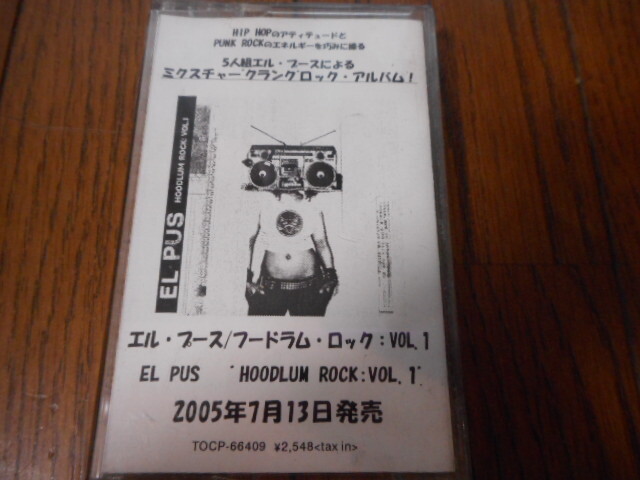 HIP HOPのアティテュードと
PUNK ROCKのエネルギーを巧みに操る
5人組エル・プースによる
ミクスチャー"クランク"ロック・アルバム!
EL PUS HOODLUM ROCK VOL.1
エル・プース/フードラム・ロック:VOL.1
EL PUS "HOODLUM ROCK:VOL.1"
2005年7月13日発売
TOCP-66409 ¥2,548<tax in>